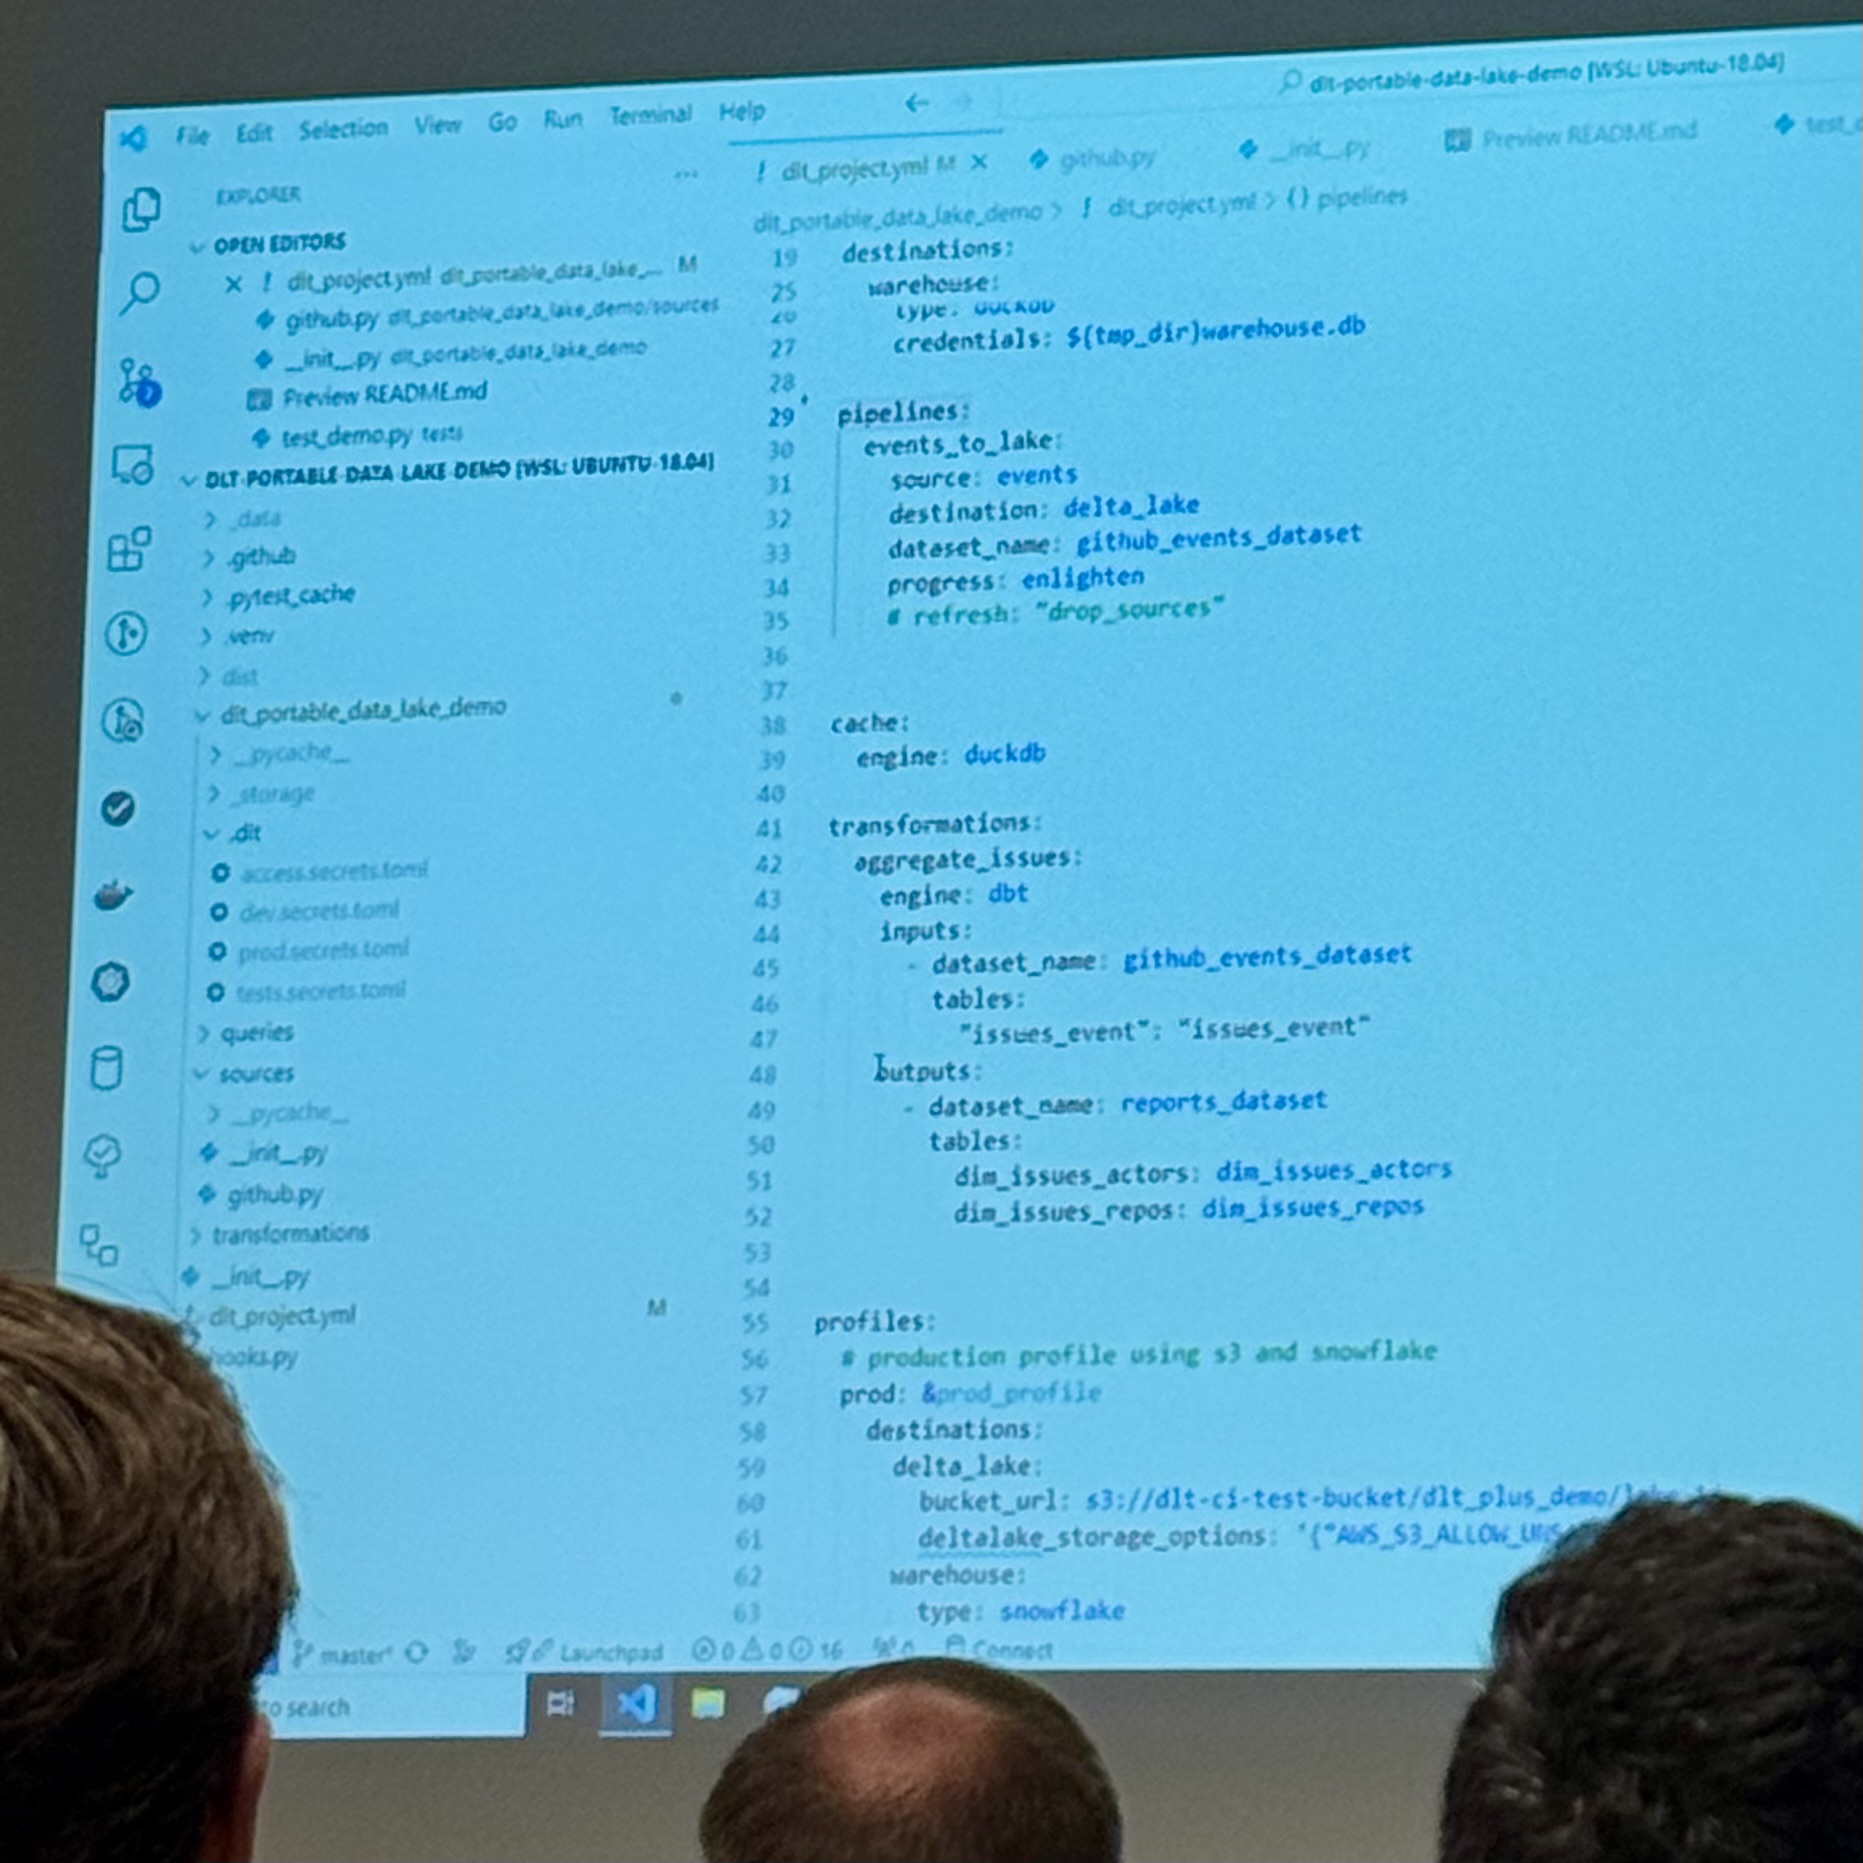 File Edit Selection View Go Run Terminal Help
dlt-portable-data-lake-demo [WSL: Ubuntu-18.04]
EXPLORER
OPEN EDITORS
dlt_project.yml dlt_portable_data_lake_... M
github.py dlt_portable_data_lake_demo/sources
__init__.py dlt_portable_data_lake_demo
Preview README.md
test_demo.py tests
DLT-PORTABLE-DATA-LAKE-DEMO [WSL: UBUNTU-18.04]
_data
.github
.pytest_cache
.venv
dist
dlt_portable_data_lake_demo
__pycache__
_storage
.dlt
access.secrets.toml
dev.secrets.toml
prod.secrets.toml
tests.secrets.toml
queries
sources
__pycache__
__init__.py
github.py
transformations
__init__.py
dlt_project.yml M
hooks.py
! dlt_project.yml M × github.py __init__.py Preview README.md
dlt_portable_data_lake_demo > ! dlt_project.yml > {} pipelines
19 destinations:
25 warehouse:
26 type: duckdb
27 credentials: ${tmp_dir}warehouse.db
28
29 pipelines:
30 events_to_lake:
31 source: events
32 destination: delta_lake
33 dataset_name: github_events_dataset
34 progress: enlighten
35 # refresh: "drop_sources"
36
37
38 cache:
39 engine: duckdb
40
41 transformations:
42 aggregate_issues:
43 engine: dbt
44 inputs:
45 - dataset_name: github_events_dataset
46 tables:
47 "issues_event": "issues_event"
48 outputs:
49 - dataset_name: reports_dataset
50 tables:
51 dim_issues_actors: dim_issues_actors
52 dim_issues_repos: dim_issues_repos
53
54
55 profiles:
56 # production profile using s3 and snowflake
57 prod: &prod_profile
58 destinations:
59 delta_lake:
60 bucket_url: s3://dlt-ci-test-bucket/dlt_plus_demo/
61 deltalake_storage_options: '{"AWS_S3_ALLOW_
62 warehouse:
63 type: snowflake
master* Launchpad 0 0 16 0 Connect
to search